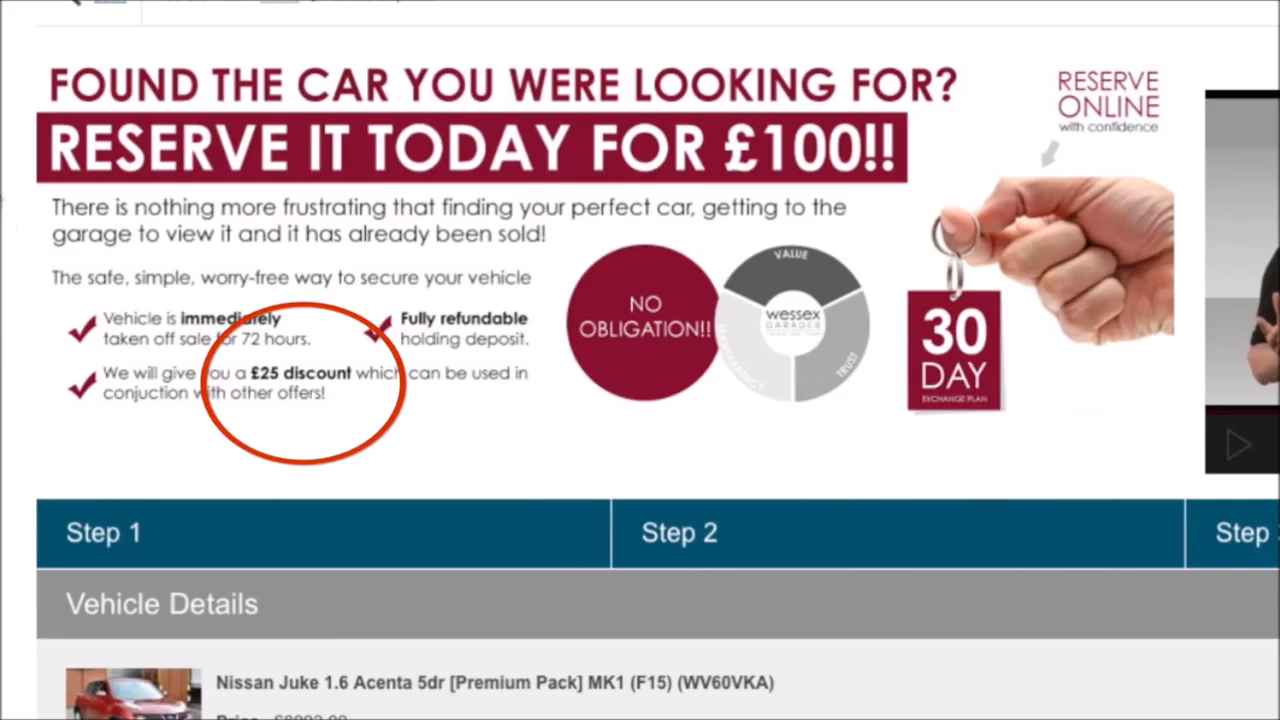 FOUND THE CAR YOU WERE LOOKING FOR?
RESERVE IT TODAY FOR £100!!
RESERVE
ONLINE
with confidence
There is nothing more frustrating that finding your perfect car, getting to the
garage to view it and it has already been sold!
The safe, simple, worry-free way to secure your vehicle
Vehicle is immediately
taken off sale for 72 hours.
Fully refundable
holding deposit.
We will give you a £25 discount which can be used in
conjuction with other offers!
NO
OBLIGATION!!
VALUE
wessex
GARAGES
TRANSPARENCY
TRUST
30
DAY
EXCHANGE PLAN
Step 1
Step 2
Step
Vehicle Details
Nissan Juke 1.6 Acenta 5dr [Premium Pack] MK1 (F15) (WV60VKA)